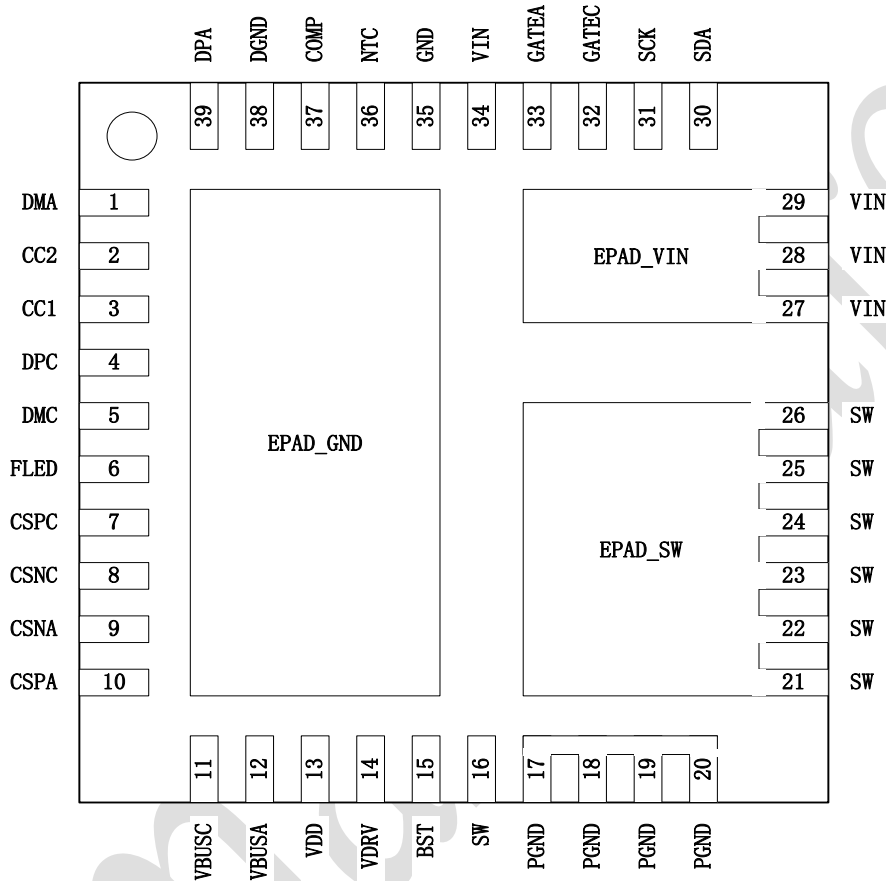 DPA DGND COMP NTC GND VIN GATEA GATEC SCK SDA
39 38 37 36 35 34 33 32 31 30
DMA 1 29 VIN
CC2 2 EPAD_VIN 28 VIN
CC1 3 27 VIN
DPC 4
DMC 5 26 SW
EPAD_GND
FLED 6 25 SW
CSPC 7 24 SW
EPAD_SW
CSNC 8 23 SW
CSNA 9 22 SW
CSPA 10 21 SW
11 12 13 14 15 16 17 18 19 20
VBUSC VBUSA VDD VDRV BST SW PGND PGND PGND PGND